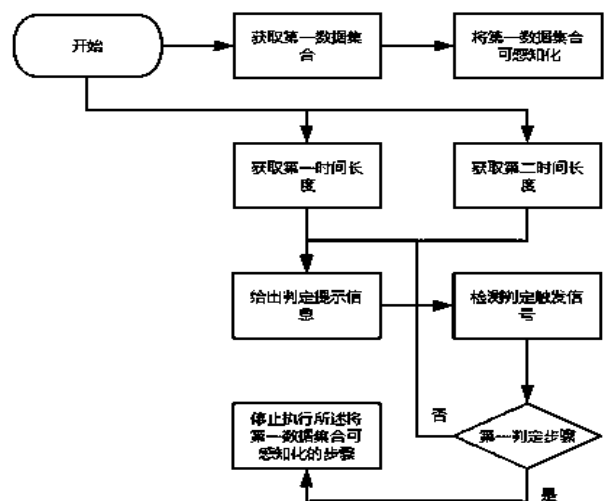 开始
获取第一数据集
合
将第一数据集合
可感知化
获取第一时间长
度
获取第二时间长
度
给出判定提示信
息
检测判定触发信
号
停止执行所述将
第一数据集合可
感知化的步骤
否
第一判定步骤
是